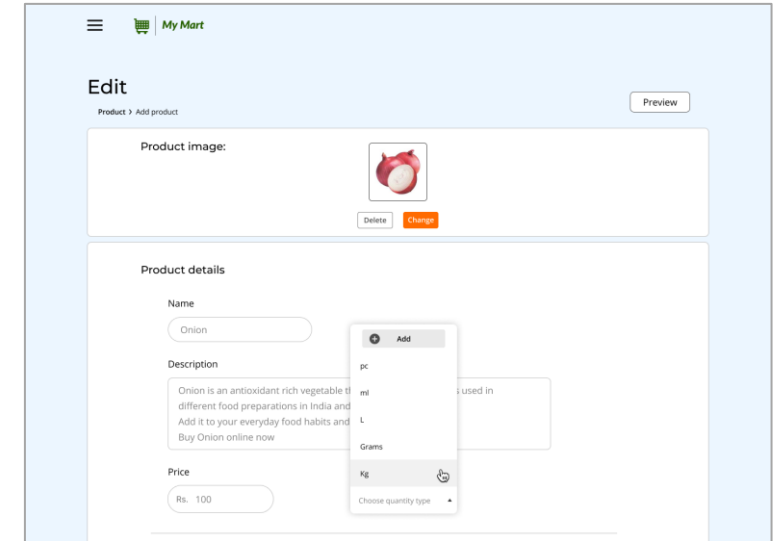 My Mart
Edit
Product > Add product
Preview
Product image:
Delete
Change
Product details
Name
Onion
Description
Onion is an antioxidant rich vegetable t s used in
different food preparations in India and
Add it to your everyday food habits and
Buy Onion online now
Price
Rs. 100
Add
pc
ml
L
Grams
Kg
Choose quantity type